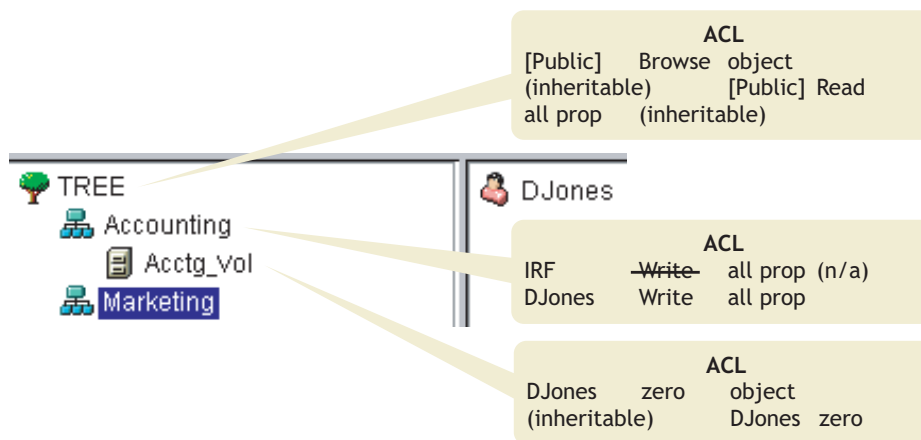 ACL
[Public] Browse object
(inheritable) [Public] Read
all prop (inheritable)
TREE
Accounting
Acctg_Vol
Marketing
DJones
ACL
IRF Write all prop (n/a)
DJones Write all prop
ACL
DJones zero object
(inheritable) DJones zero